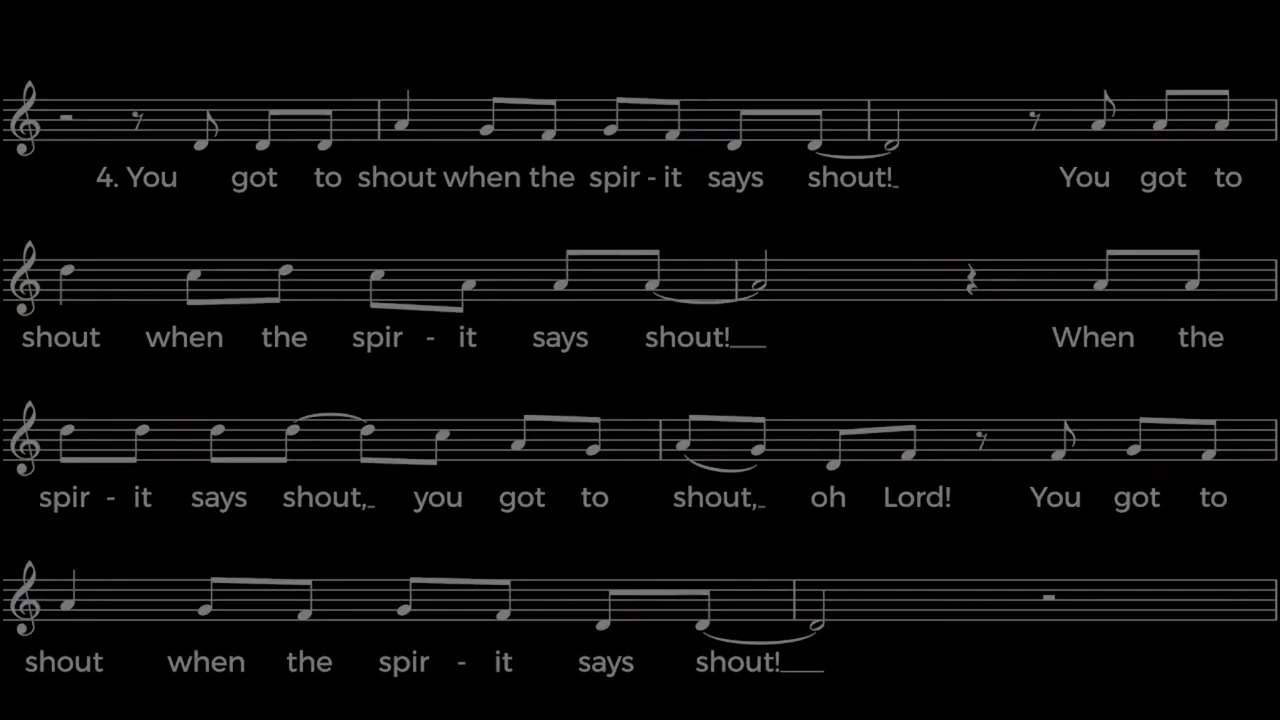 4. You got to shout when the spir - it says shout!_ You got to
shout when the spir - it says shout!__ When the
spir - it says shout,_ you got to shout,_ oh Lord! You got to
shout when the spir - it says shout!__